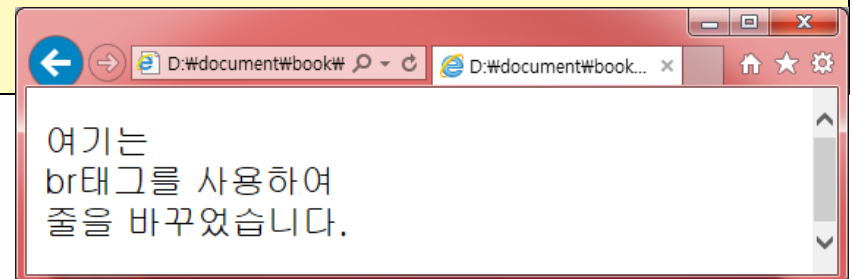 D:₩document₩book₩
D:₩document₩book...
여기는
br태그를 사용하여
줄을 바꾸었습니다.